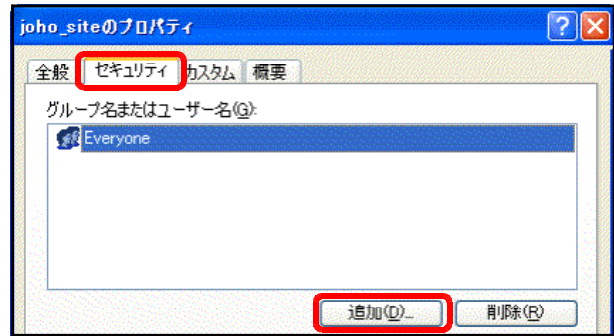 joho_siteのプロパティ
全般 セキュリティ カスタム 概要
グループ名またはユーザー名(G):
Everyone
追加(D)... 削除(R)